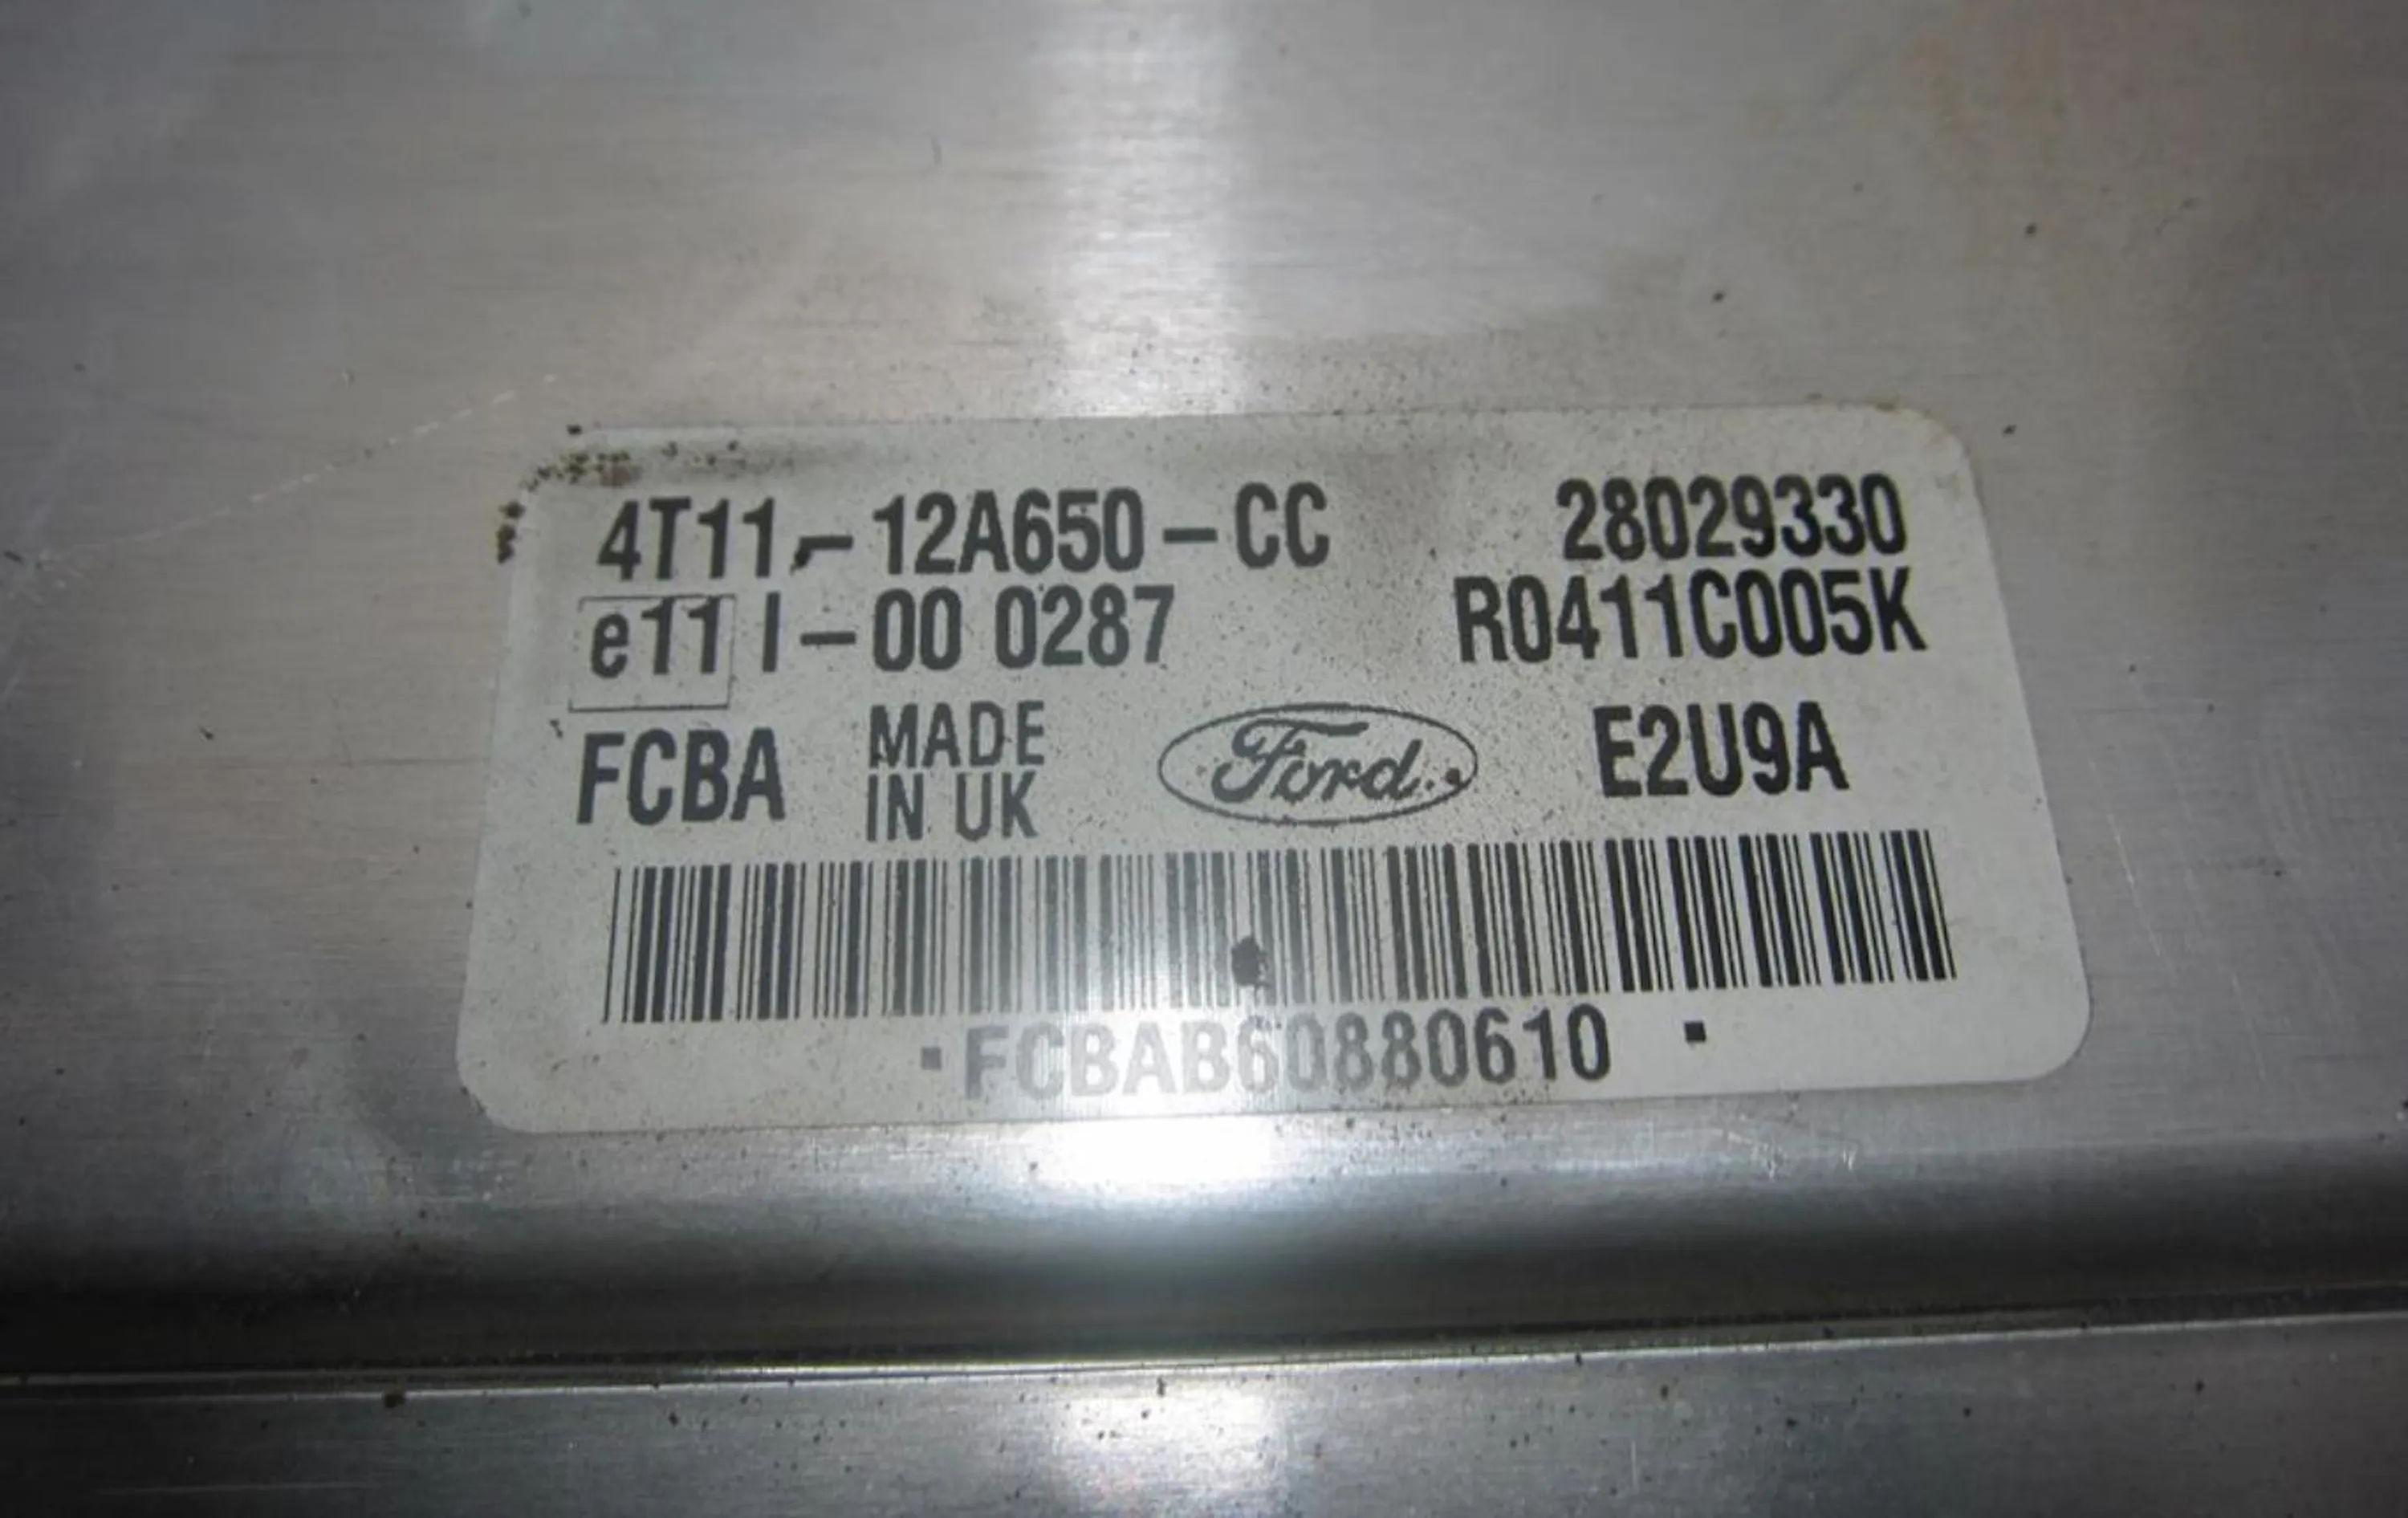 4T11-12A650-CC 28029330
e11 I-00 0287 R0411C005K
FCBA MADE IN UK Ford E2U9A
FCBAB60880610